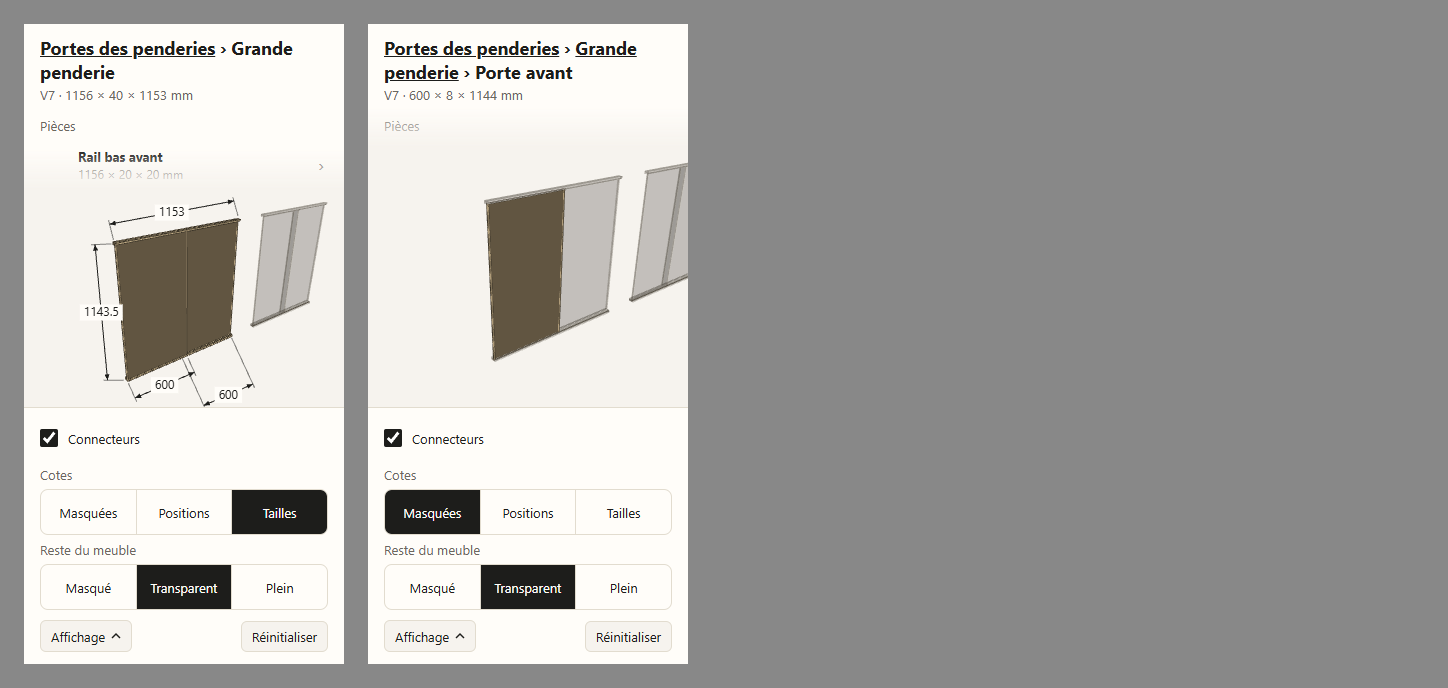 Portes des penderies › Grande
penderie
V7 · 1156 × 40 × 1153 mm
Pièces
Rail bas avant
1156 × 20 × 20 mm
›
1153
1143.5
600
600
Connecteurs
Cotes
Masquées Positions Tailles
Reste du meuble
Masqué Transparent Plein
Affichage Réinitialiser
Portes des penderies › Grande
penderie › Porte avant
V7 · 600 × 8 × 1144 mm
Pièces
Connecteurs
Cotes
Masquées Positions Tailles
Reste du meuble
Masqué Transparent Plein
Affichage Réinitialiser